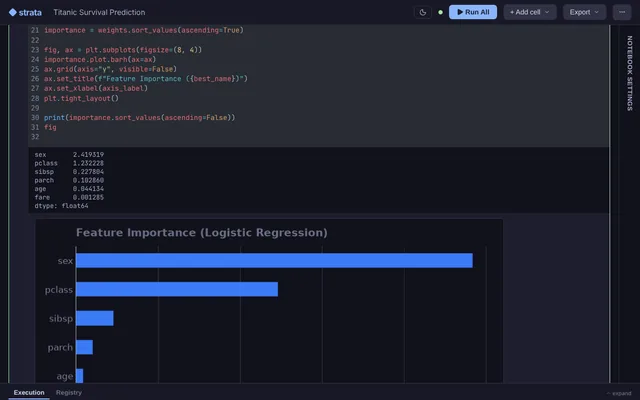 strata
Titanic Survival Prediction
Run All
+ Add cell
Export
NOTEBOOK SETTINGS
21 importance = weights.sort_values(ascending=True)
22
23 fig, ax = plt.subplots(figsize=(8, 4))
24 importance.plot.barh(ax=ax)
25 ax.grid(axis="y", visible=False)
26 ax.set_title(f"Feature Importance ({best_name})")
27 ax.set_xlabel(axis_label)
28 plt.tight_layout()
29
30 print(importance.sort_values(ascending=False))
31 fig
32
sex 2.419319
pclass 1.232228
sibsp 0.227804
parch 0.102860
age 0.044134
fare 0.001285
dtype: float64
Feature Importance (Logistic Regression)
sex
pclass
sibsp
parch
age
Execution
Registry
expand